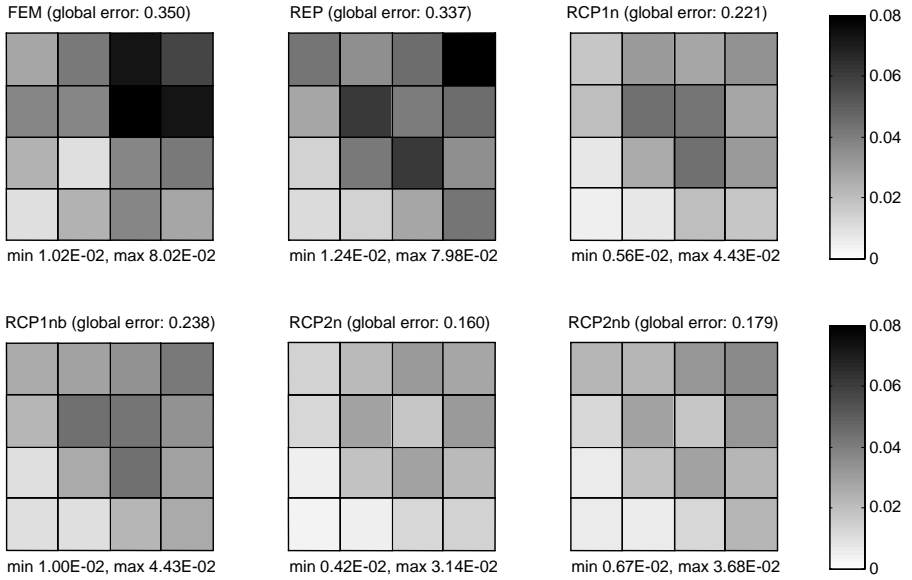 FEM (global error: 0.350)
REP (global error: 0.337)
RCP1n (global error: 0.221)
0.08
0.06
0.04
0.02
0
min 1.02E-02, max 8.02E-02
min 1.24E-02, max 7.98E-02
min 0.56E-02, max 4.43E-02
RCP1nb (global error: 0.238)
RCP2n (global error: 0.160)
RCP2nb (global error: 0.179)
0.08
0.06
0.04
0.02
0
min 1.00E-02, max 4.43E-02
min 0.42E-02, max 3.14E-02
min 0.67E-02, max 3.68E-02